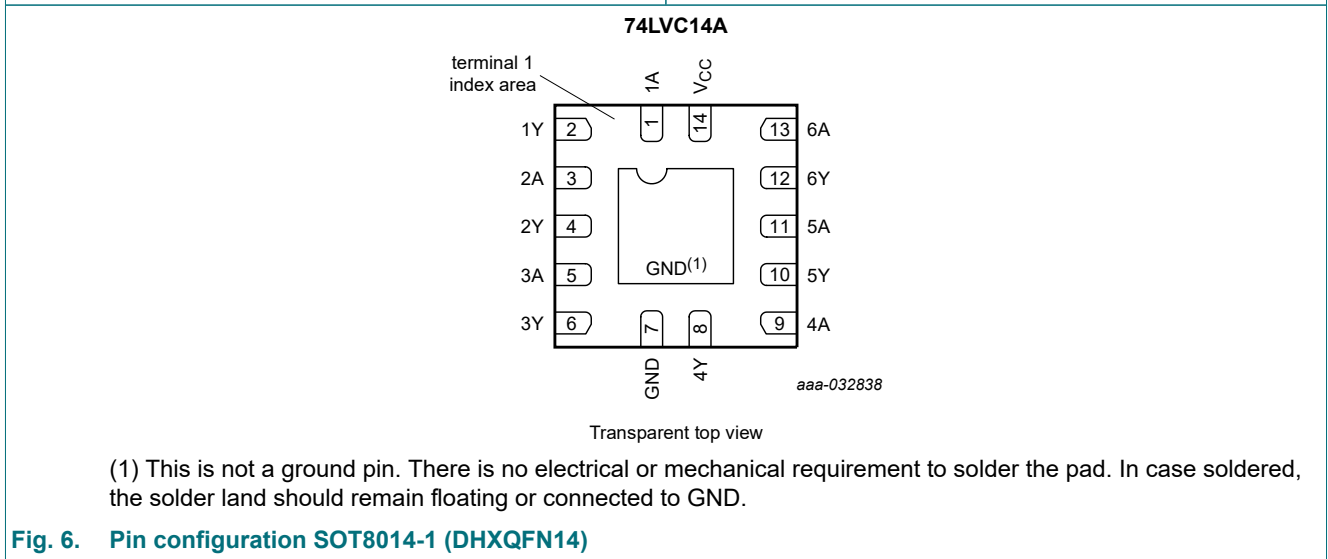 74LVC14A
terminal 1
index area
1A
VCC
1
14
1Y 2
13 6A
2A 3
12 6Y
2Y 4
11 5A
3A 5
GND(1)
10 5Y
3Y 6
9 4A
7
8
GND
4Y
aaa-032838
Transparent top view
(1) This is not a ground pin. There is no electrical or mechanical requirement to solder the pad. In case soldered,
the solder land should remain floating or connected to GND.
Fig. 6. Pin configuration SOT8014-1 (DHXQFN14)